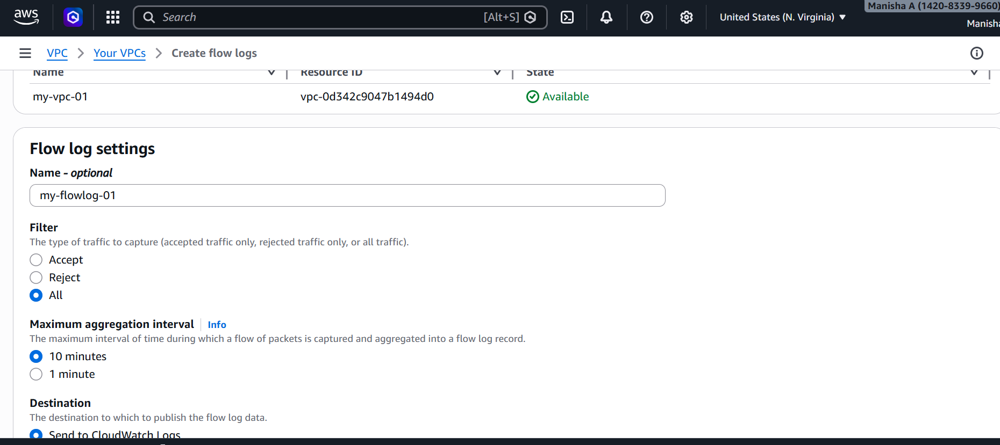 aws
Search [Alt+S]
United States (N. Virginia)
Manisha A (1420-8339-9660)
Manisha
VPC Your VPCs Create flow logs
Name Resource ID State
my-vpc-01 vpc-0d342c9047b1494d0 Available
Flow log settings
Name - optional
my-flowlog-01
Filter
The type of traffic to capture (accepted traffic only, rejected traffic only, or all traffic).
Accept
Reject
All
Maximum aggregation interval Info
The maximum interval of time during which a flow of packets is captured and aggregated into a flow log record.
10 minutes
1 minute
Destination
The destination to which to publish the flow log data.
Send to CloudWatch Logs